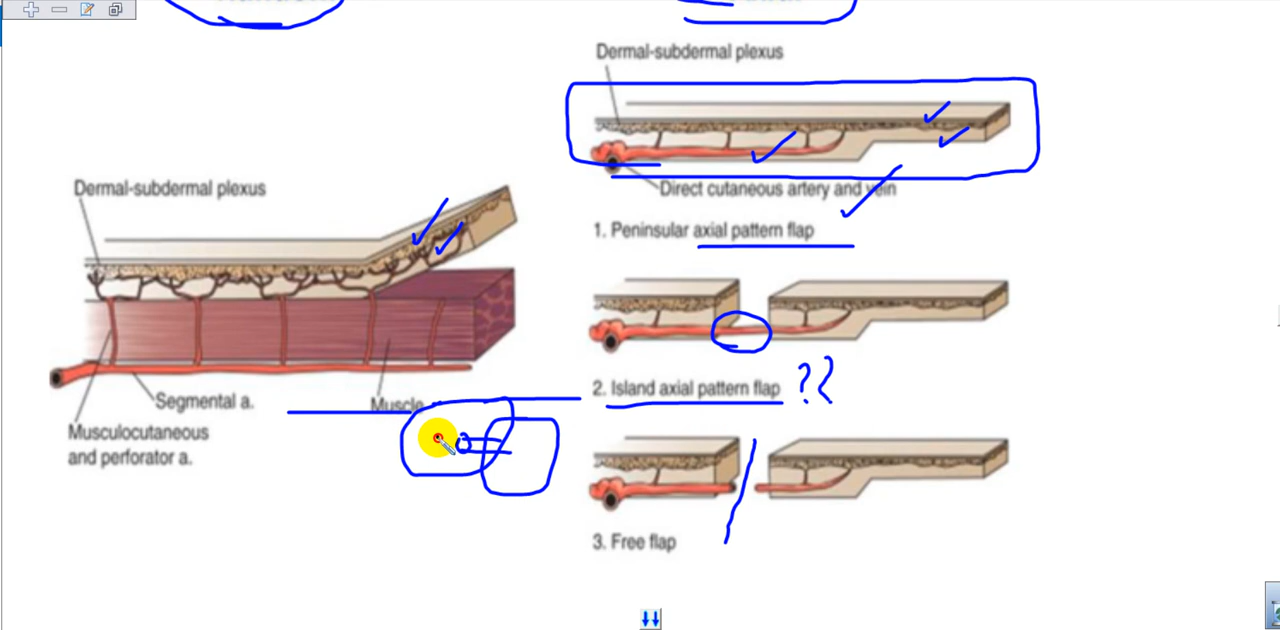 Dermal-subdermal plexus
Direct cutaneous artery and vein
1. Peninsular axial pattern flap
Dermal-subdermal plexus
Segmental a.
Muscle
Musculocutaneous
and perforator a.
2. Island axial pattern flap ??
3. Free flap